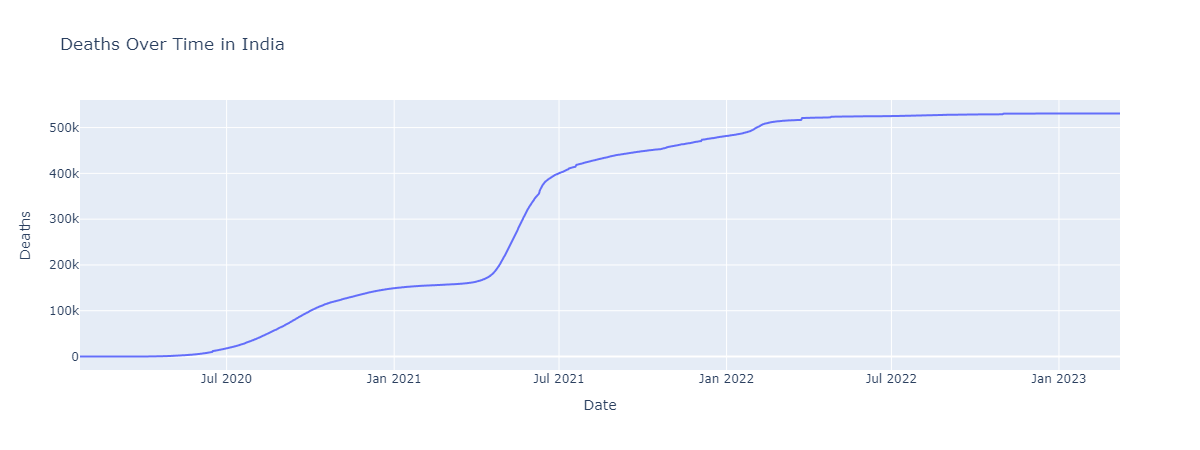 Deaths Over Time in India
500k
400k
300k
200k
100k
0
Deaths
Jul 2020 Jan 2021 Jul 2021 Jan 2022 Jul 2022 Jan 2023
Date